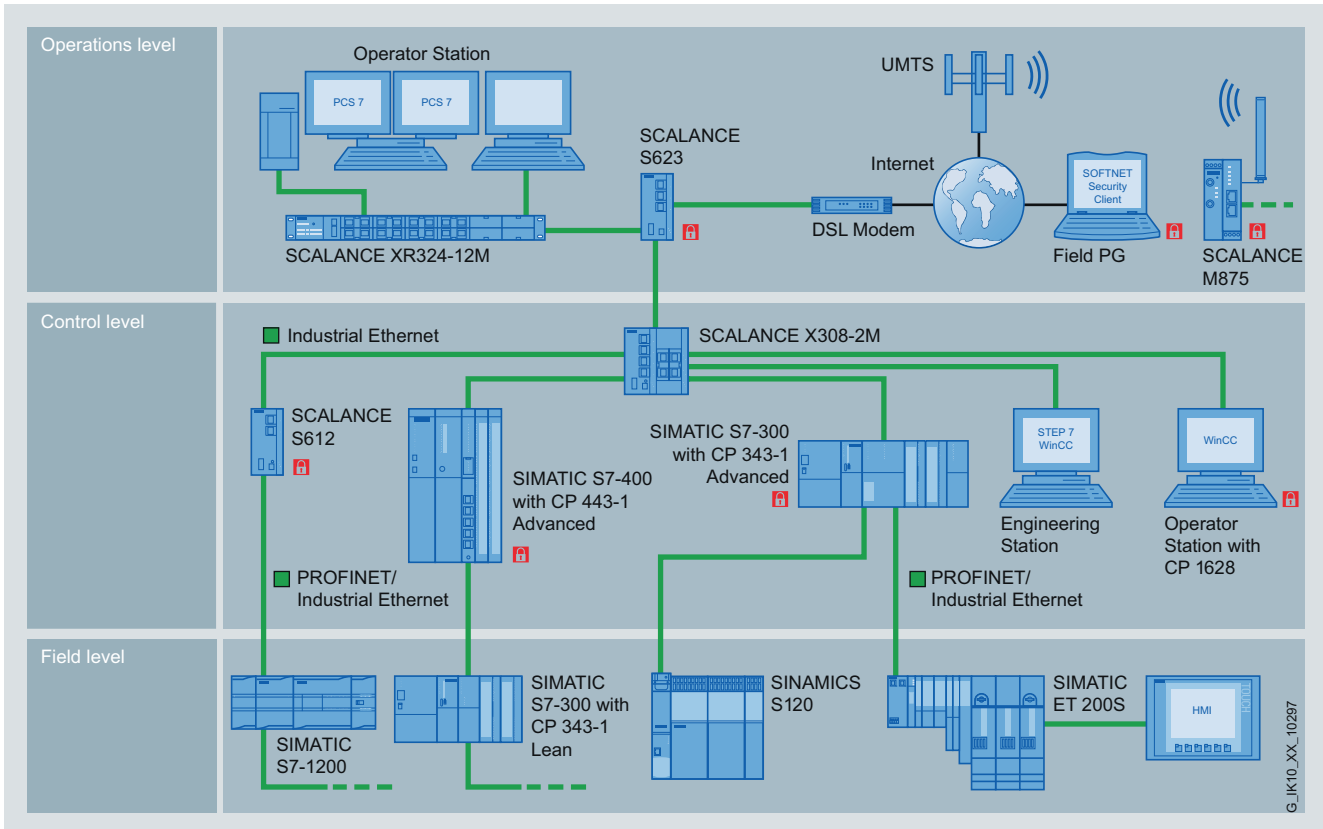 Operations level
Operator Station
PCS 7
PCS 7
SCALANCE XR324-12M
SCALANCE
S623
DSL Modem
Internet
UMTS
SOFTNET
Security
Client
Field PG
SCALANCE
M875
Control level
Industrial Ethernet
SCALANCE X308-2M
SCALANCE
S612
SIMATIC S7-400
with CP 443-1
Advanced
SIMATIC S7-300
with CP 343-1
Advanced
STEP 7
WinCC
Engineering
Station
WinCC
Operator
Station with
CP 1628
PROFINET/
Industrial Ethernet
PROFINET/
Industrial Ethernet
Field level
SIMATIC
S7-1200
SIMATIC
S7-300 with
CP 343-1
Lean
SINAMICS
S120
SIMATIC
ET 200S
HMI
TOUCH
G_IK10_XX_10297